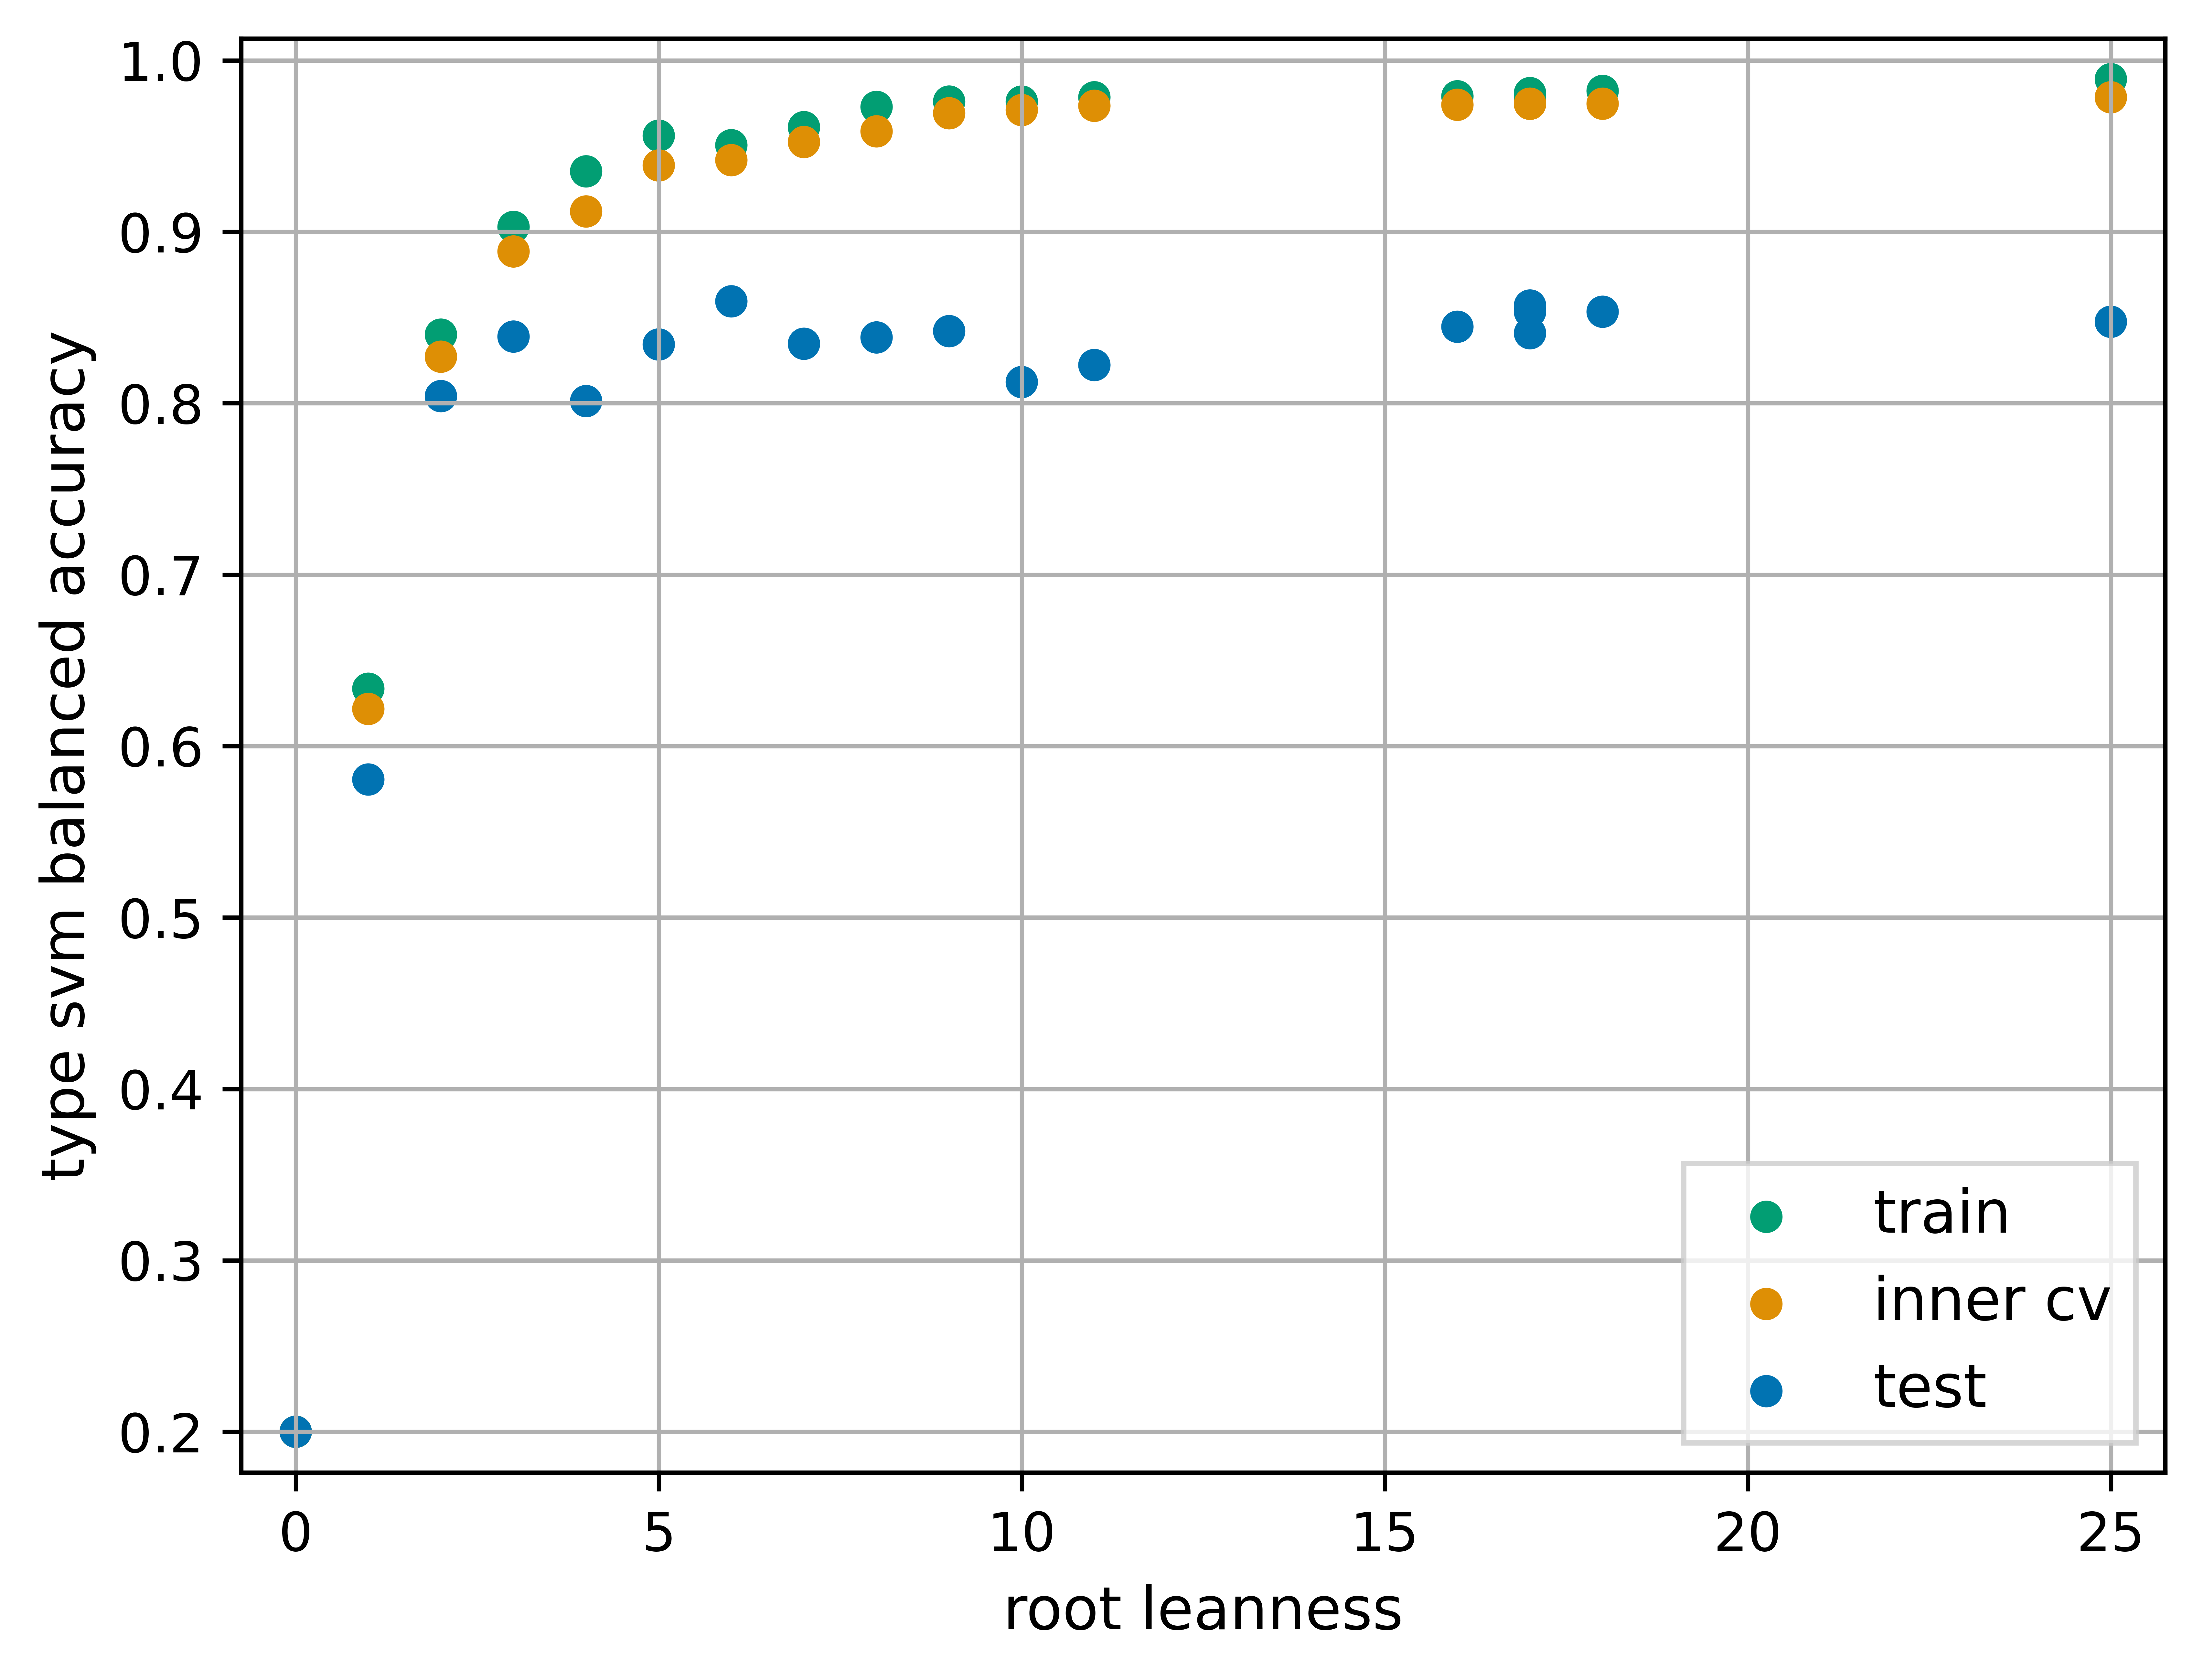 1.0
0.9
0.8
0.7
0.6
0.5
0.4
0.3
0.2
type svm balanced accuracy
train
inner cv
test
0 5 10 15 20 25
root leanness